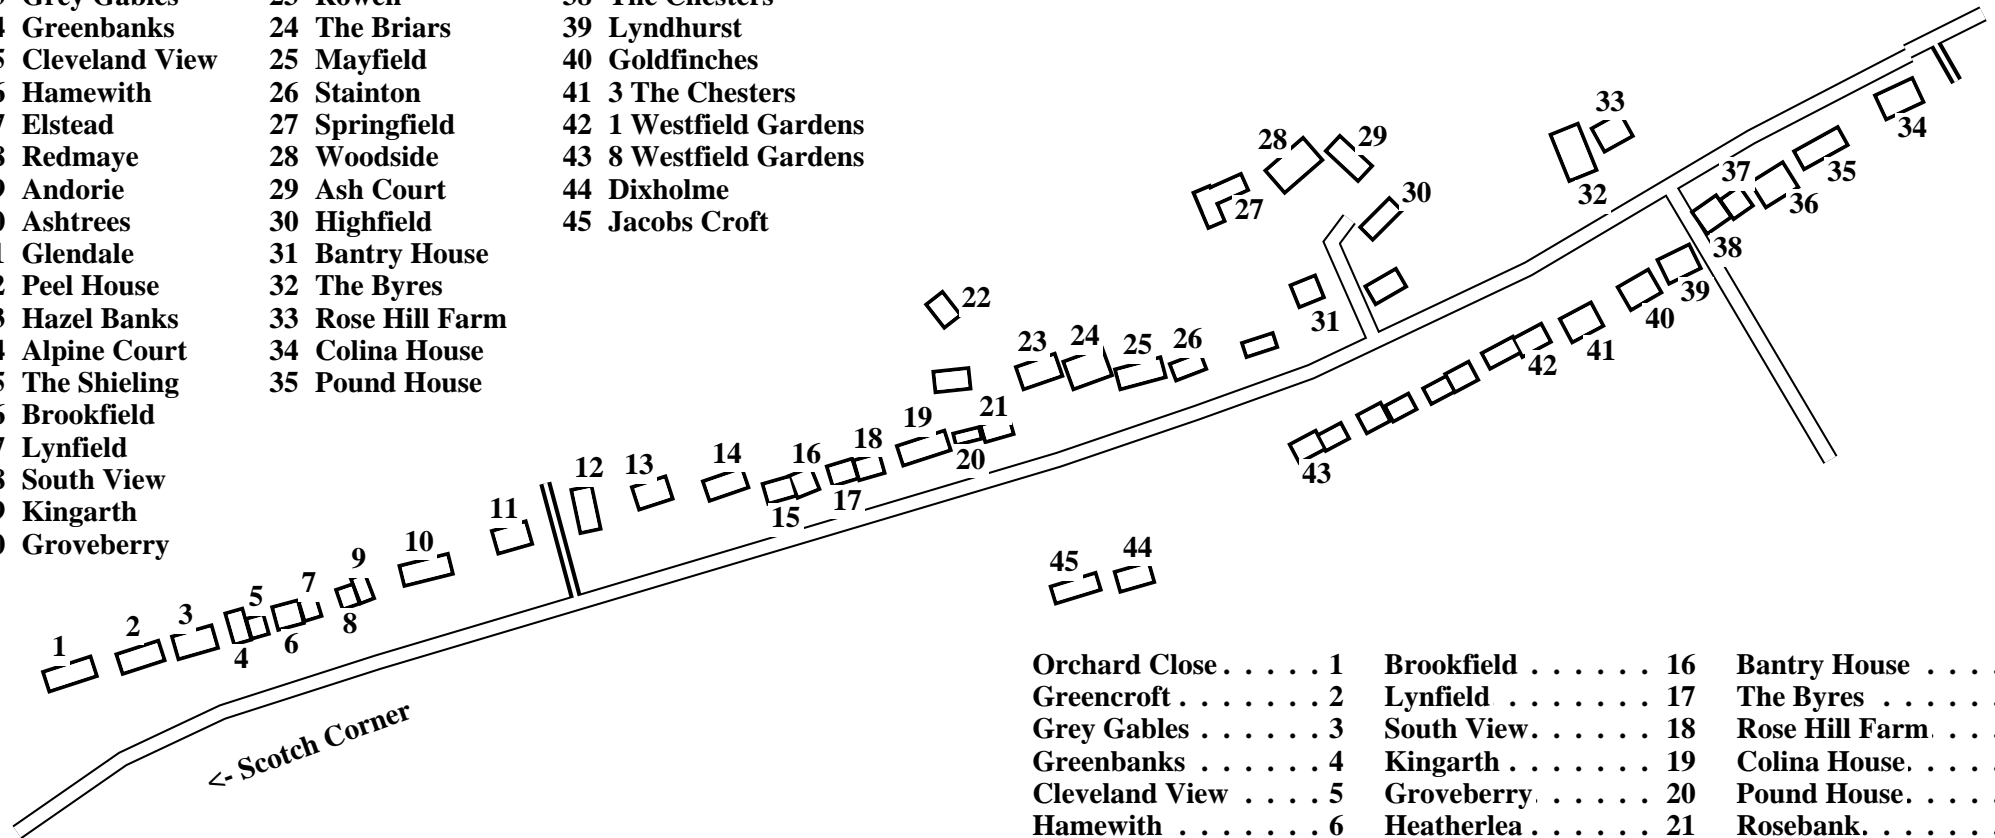 Grey Gables
Greenbanks
Cleveland View
Hamewith
Elstead
Redmaye
Andorie
Ashtrees
Glendale
Peel House
Hazel Banks
Alpine Court
The Shieling
Brookfield
Lynfield
South View
Kingarth
Groveberry
23 Rowen
24 The Briars
25 Mayfield
26 Stainton
27 Springfield
28 Woodside
29 Ash Court
30 Highfield
31 Bantry House
32 The Byres
33 Rose Hill Farm
34 Colina House
35 Pound House
38 The Chesters
39 Lyndhurst
40 Goldfinches
41 3 The Chesters
42 1 Westfield Gardens
43 8 Westfield Gardens
44 Dixholme
45 Jacobs Croft
1
2
3
4
5
6
7
8
9
10
11
12
13
14
15
16
17
18
19
20
21
22
23
24
25
26
27
28
29
30
31
32
33
34
35
36
37
38
39
40
41
42
43
44
45
<- Scotch Corner
Orchard Close . . . . . 1
Greencroft . . . . . . . 2
Grey Gables . . . . . . 3
Greenbanks . . . . . . 4
Cleveland View . . . . 5
Hamewith . . . . . . . 6
Brookfield . . . . . . 16
Lynfield . . . . . . . 17
South View . . . . . . 18
Kingarth . . . . . . . 19
Groveberry . . . . . . 20
Heatherlea . . . . . . 21
Bantry House . . . .
The Byres . . . . . .
Rose Hill Farm . . . .
Colina House . . . . .
Pound House . . . . .
Rosebank . . . . . . .